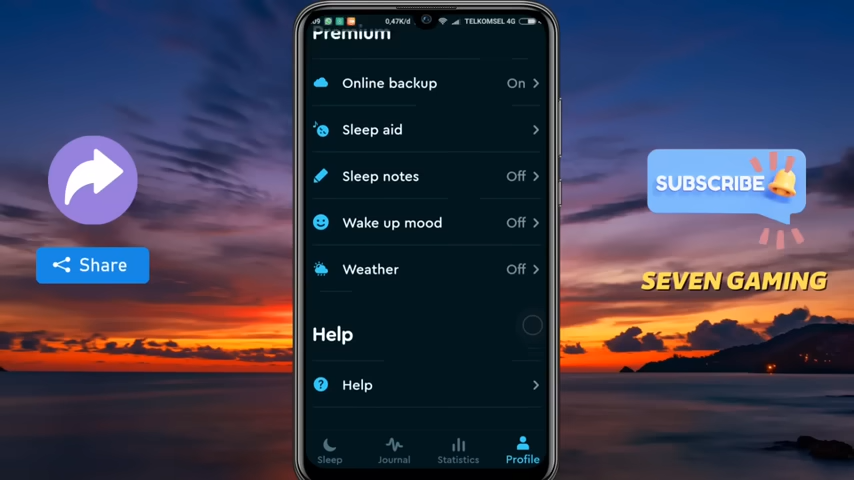 :09
0,47K/d
TELKOMSEL 4G
Premium
Online backup On
Sleep aid
Sleep notes Off
Wake up mood Off
Weather Off
Help
Help
Sleep Journal Statistics Profile
Share
SUBSCRIBE
SEVEN GAMING